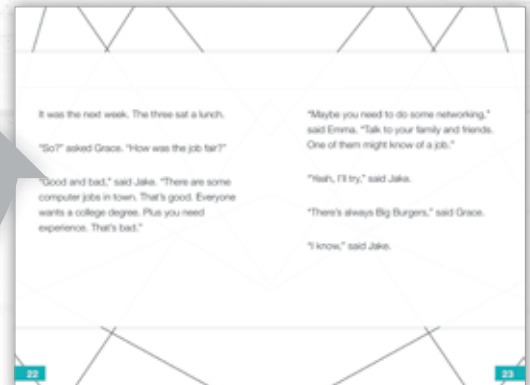 It was the next week. The three sat a lunch.
"So?" asked Grace. "How was the job fair?"
"Good and bad," said Jake. "There are some
computer jobs in town. That's good. Everyone
wants a college degree. Plus you need
experience. That's bad."
22
"Maybe you need to do some networking,"
said Emma. "Talk to your family and friends.
One of them might know of a job."
"Yeah, I'll try," said Jake.
"There's always Big Burgers," said Grace.
"I know," said Jake.
23